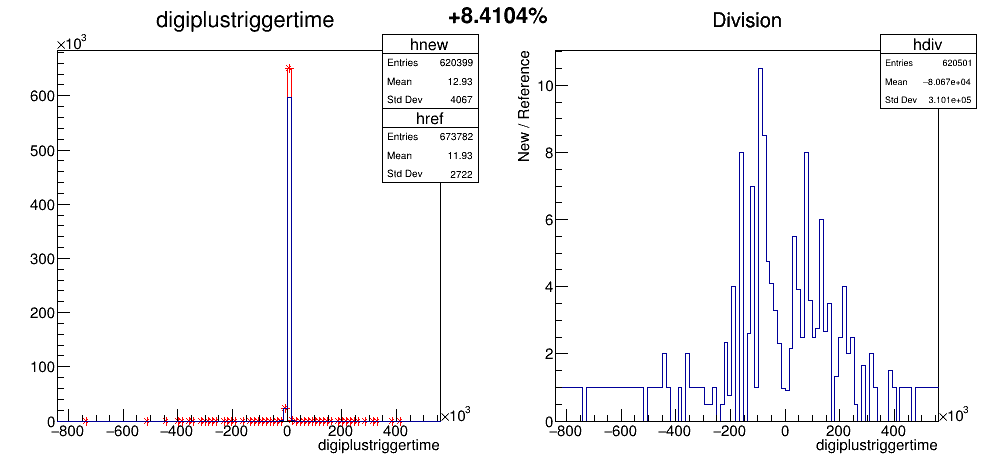 digiplustriggertime
+8.4104%
Division
×10³
hnew
Entries 620399
Mean 12.93
Std Dev 4067
href
Entries 673782
Mean 11.93
Std Dev 2722
600
500
400
300
200
100
0
−800 −600 −400 −200 0 200 400
×10³
digiplustriggertime
New / Reference
hdiv
Entries 620501
Mean −8.067e+04
Std Dev 3.101e+05
10
8
6
4
2
0
−800 −600 −400 −200 0 200 400
×10³
digiplustriggertime